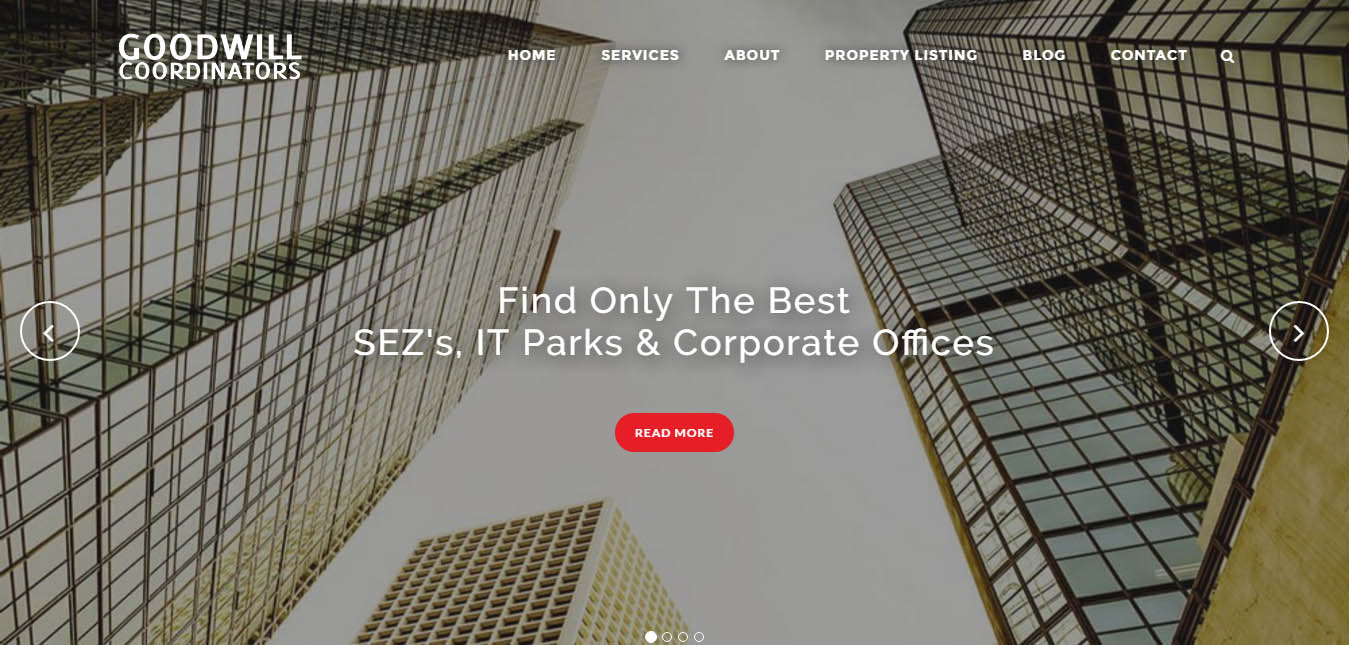 GOODWILL
COORDINATORS
HOME SERVICES ABOUT PROPERTY LISTING BLOG CONTACT
Find Only The Best
SEZ's, IT Parks & Corporate Offices
READ MORE